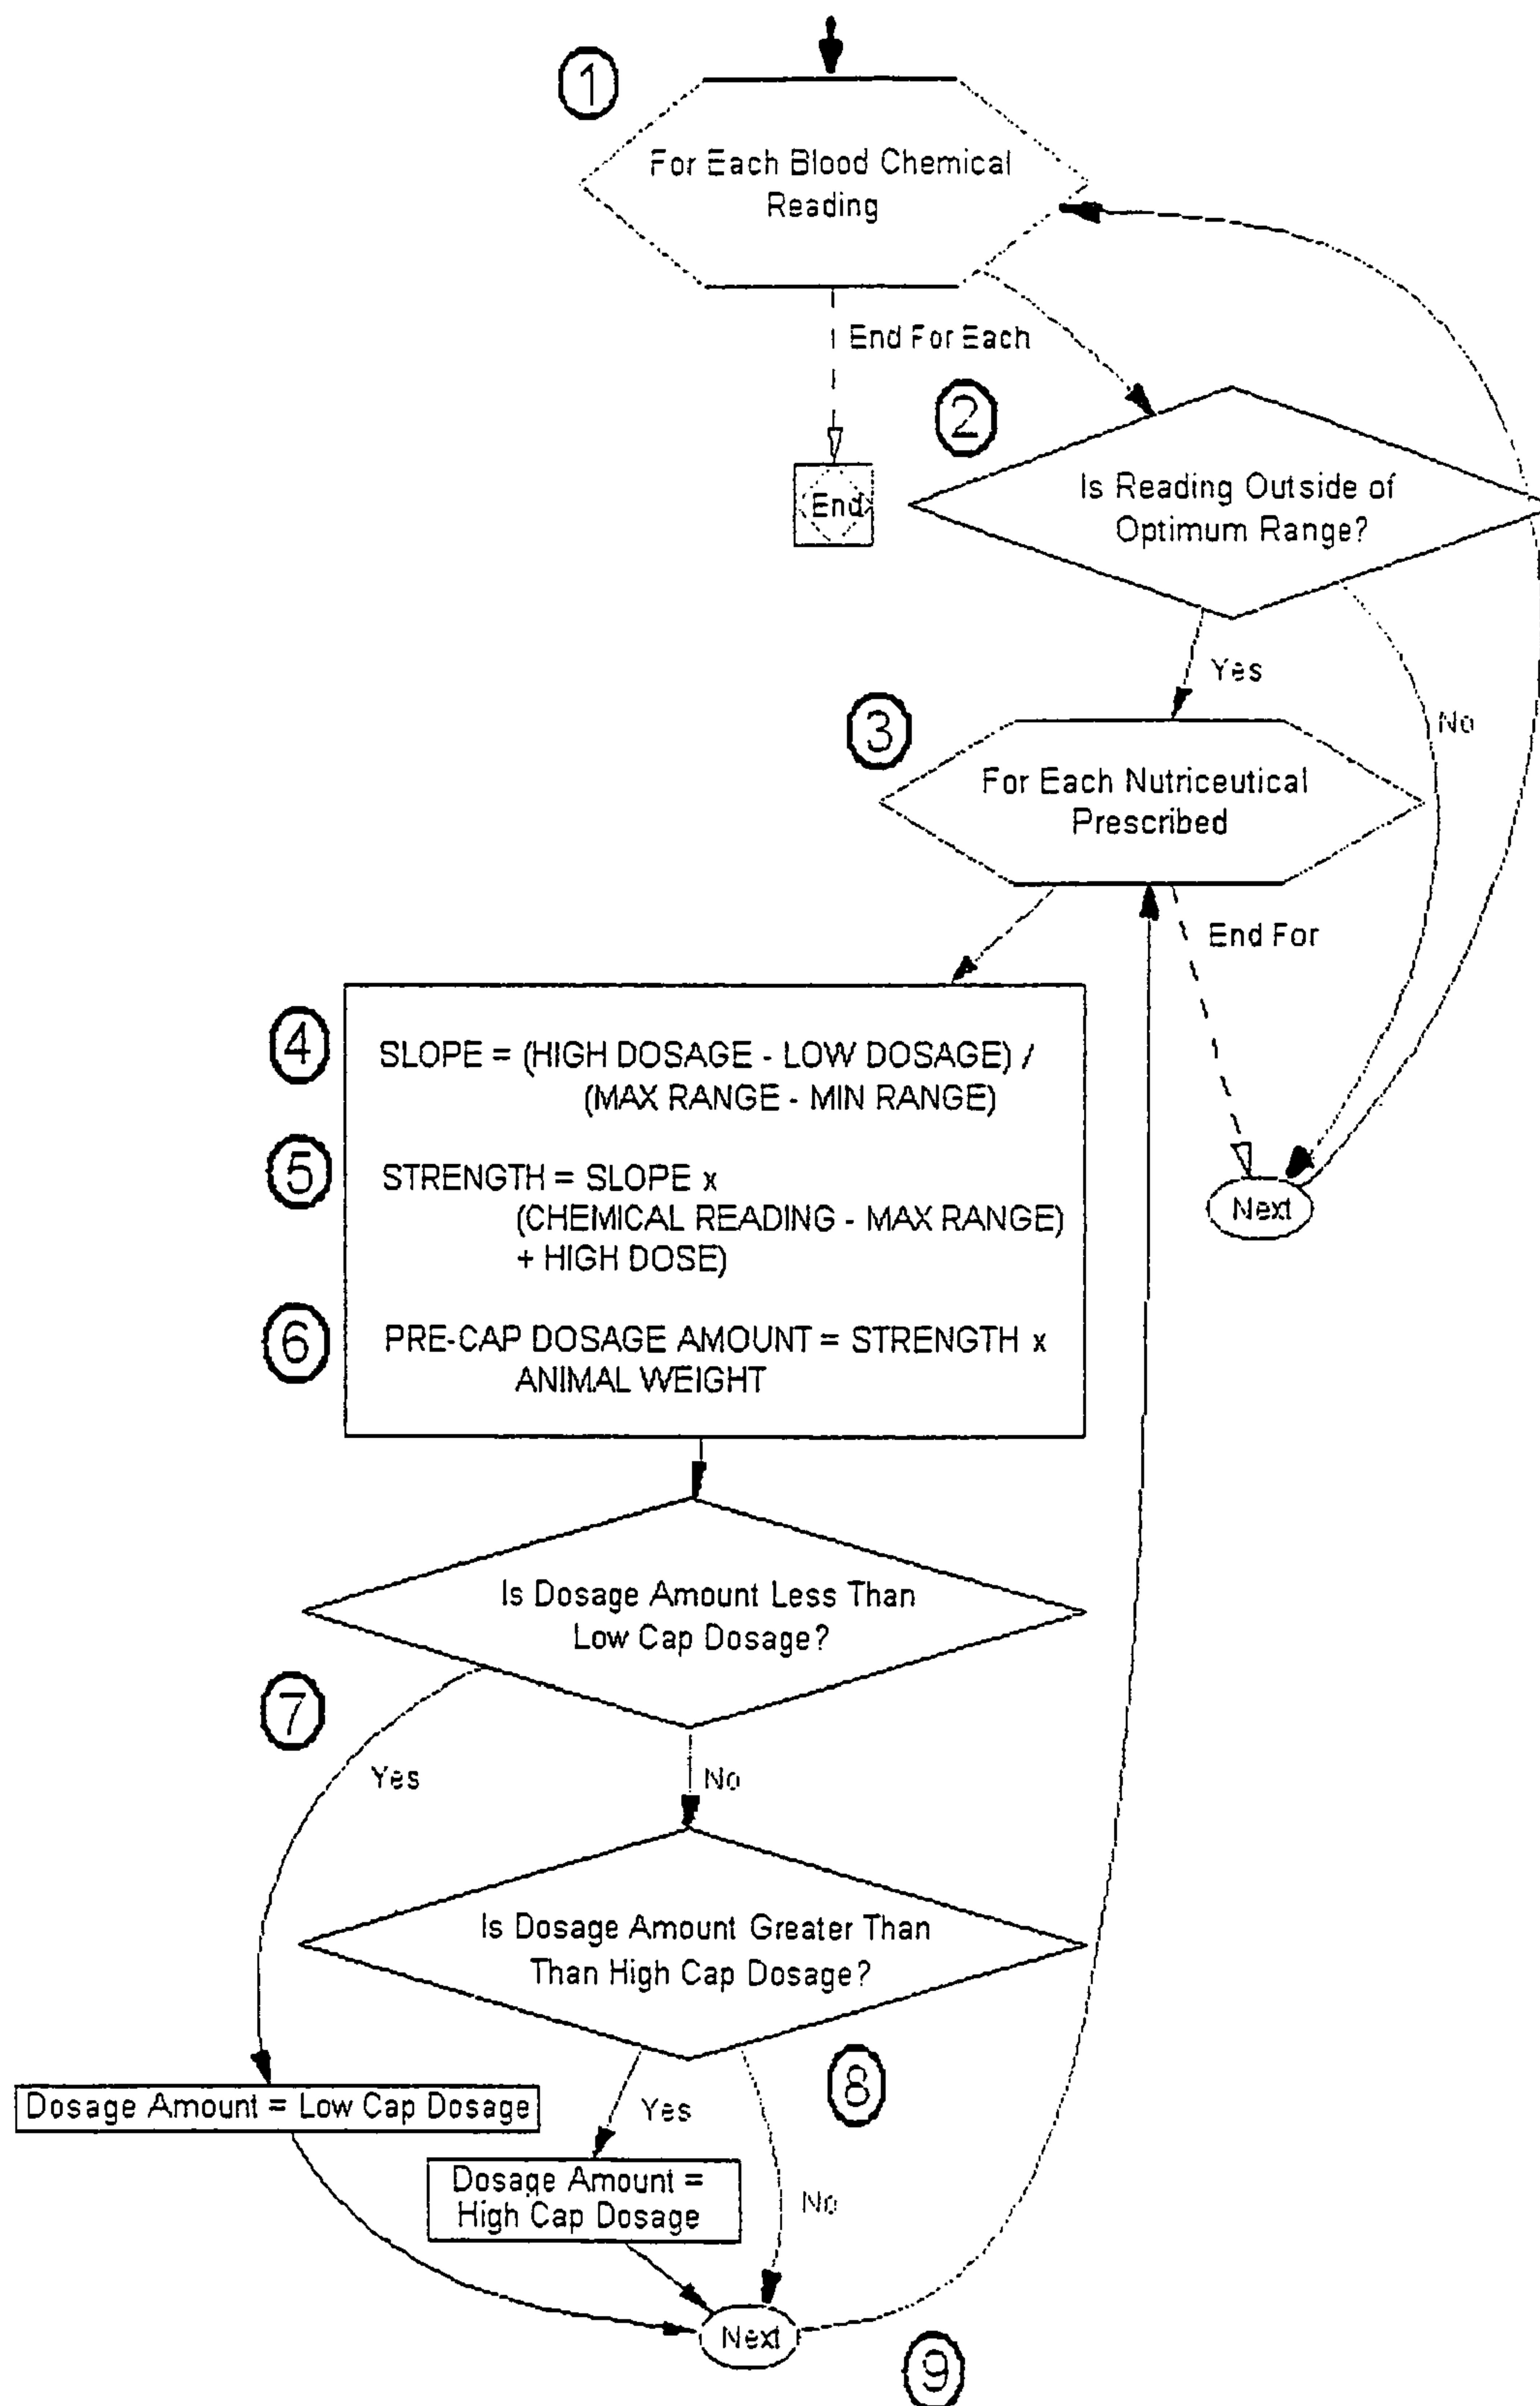 1
For Each Blood Chemical
Reading
End For Each
2
End
Is Reading Outside of
Optimum Range?
Yes
No
3
For Each Nutriceutical
Prescribed
End For
4
SLOPE = (HIGH DOSAGE - LOW DOSAGE) /
(MAX RANGE - MIN RANGE)
5
STRENGTH = SLOPE x
(CHEMICAL READING - MAX RANGE)
+ HIGH DOSE)
Next
6
PRE-CAP DOSAGE AMOUNT = STRENGTH x
ANIMAL WEIGHT
Is Dosage Amount Less Than
Low Cap Dosage?
7
Yes
No
Is Dosage Amount Greater Than
Than High Cap Dosage?
8
Dosage Amount = Low Cap Dosage
Yes
Dosage Amount =
High Cap Dosage
No
Next
9